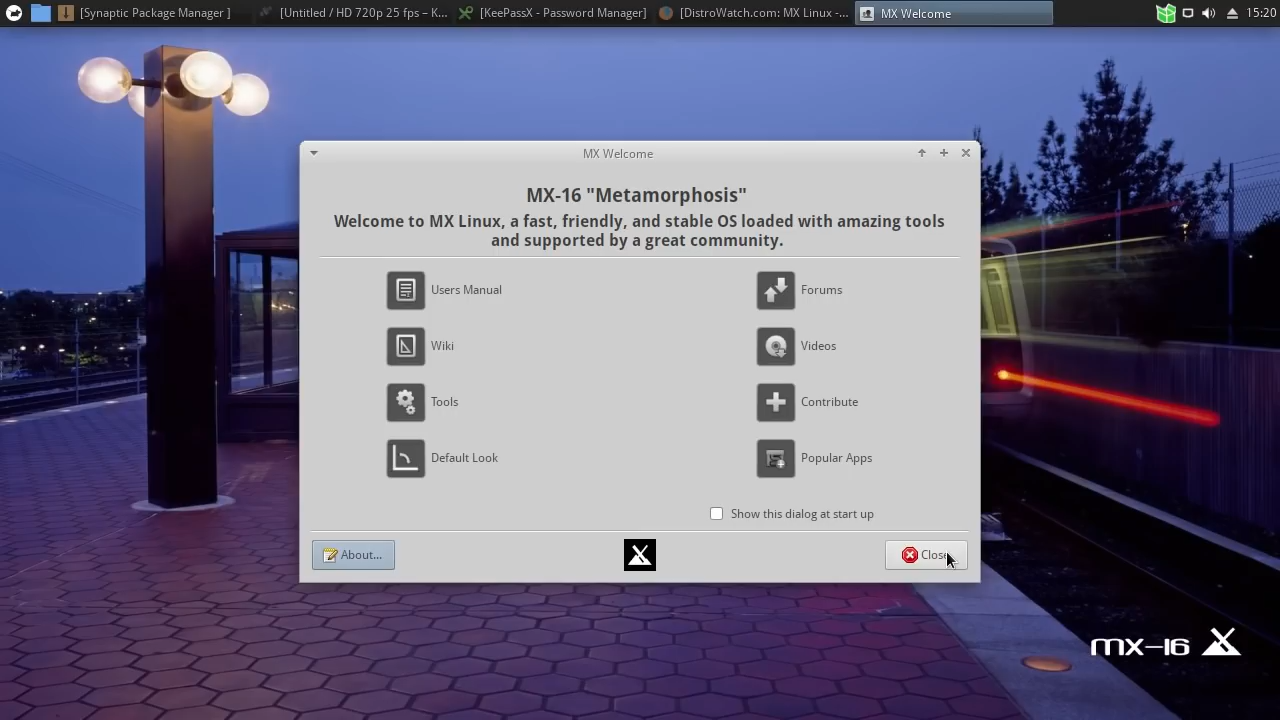 [Synaptic Package Manager ]
[Untitled / HD 720p 25 fps – K...
[KeePassX - Password Manager]
[DistroWatch.com: MX Linux -...
MX Welcome
15:20
MX Welcome
MX-16 "Metamorphosis"
Welcome to MX Linux, a fast, friendly, and stable OS loaded with amazing tools
and supported by a great community.
Users Manual
Forums
Wiki
Videos
Tools
Contribute
Default Look
Popular Apps
Show this dialog at start up
About...
Close
mx-16